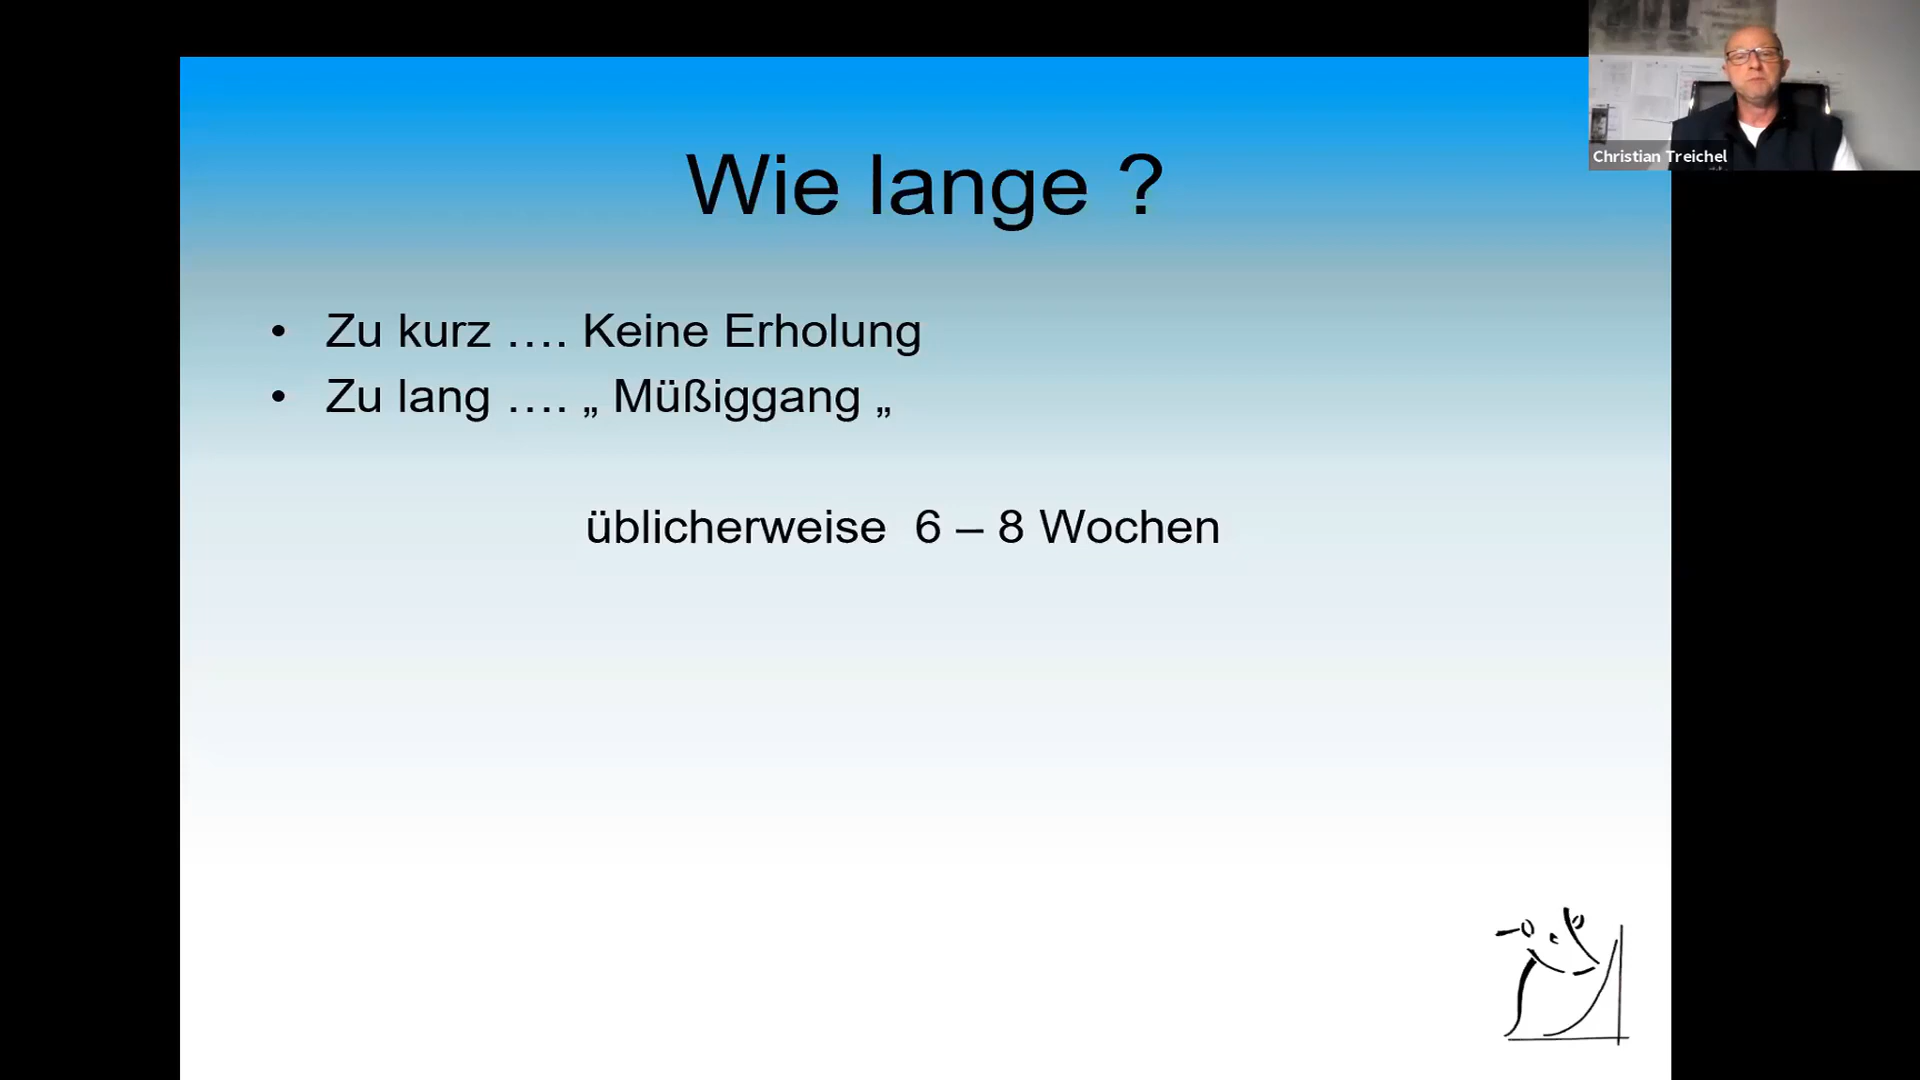 Wie lange ?
• Zu kurz …. Keine Erholung
• Zu lang …. „ Müßiggang „
üblicherweise 6 – 8 Wochen
Christian Treichel